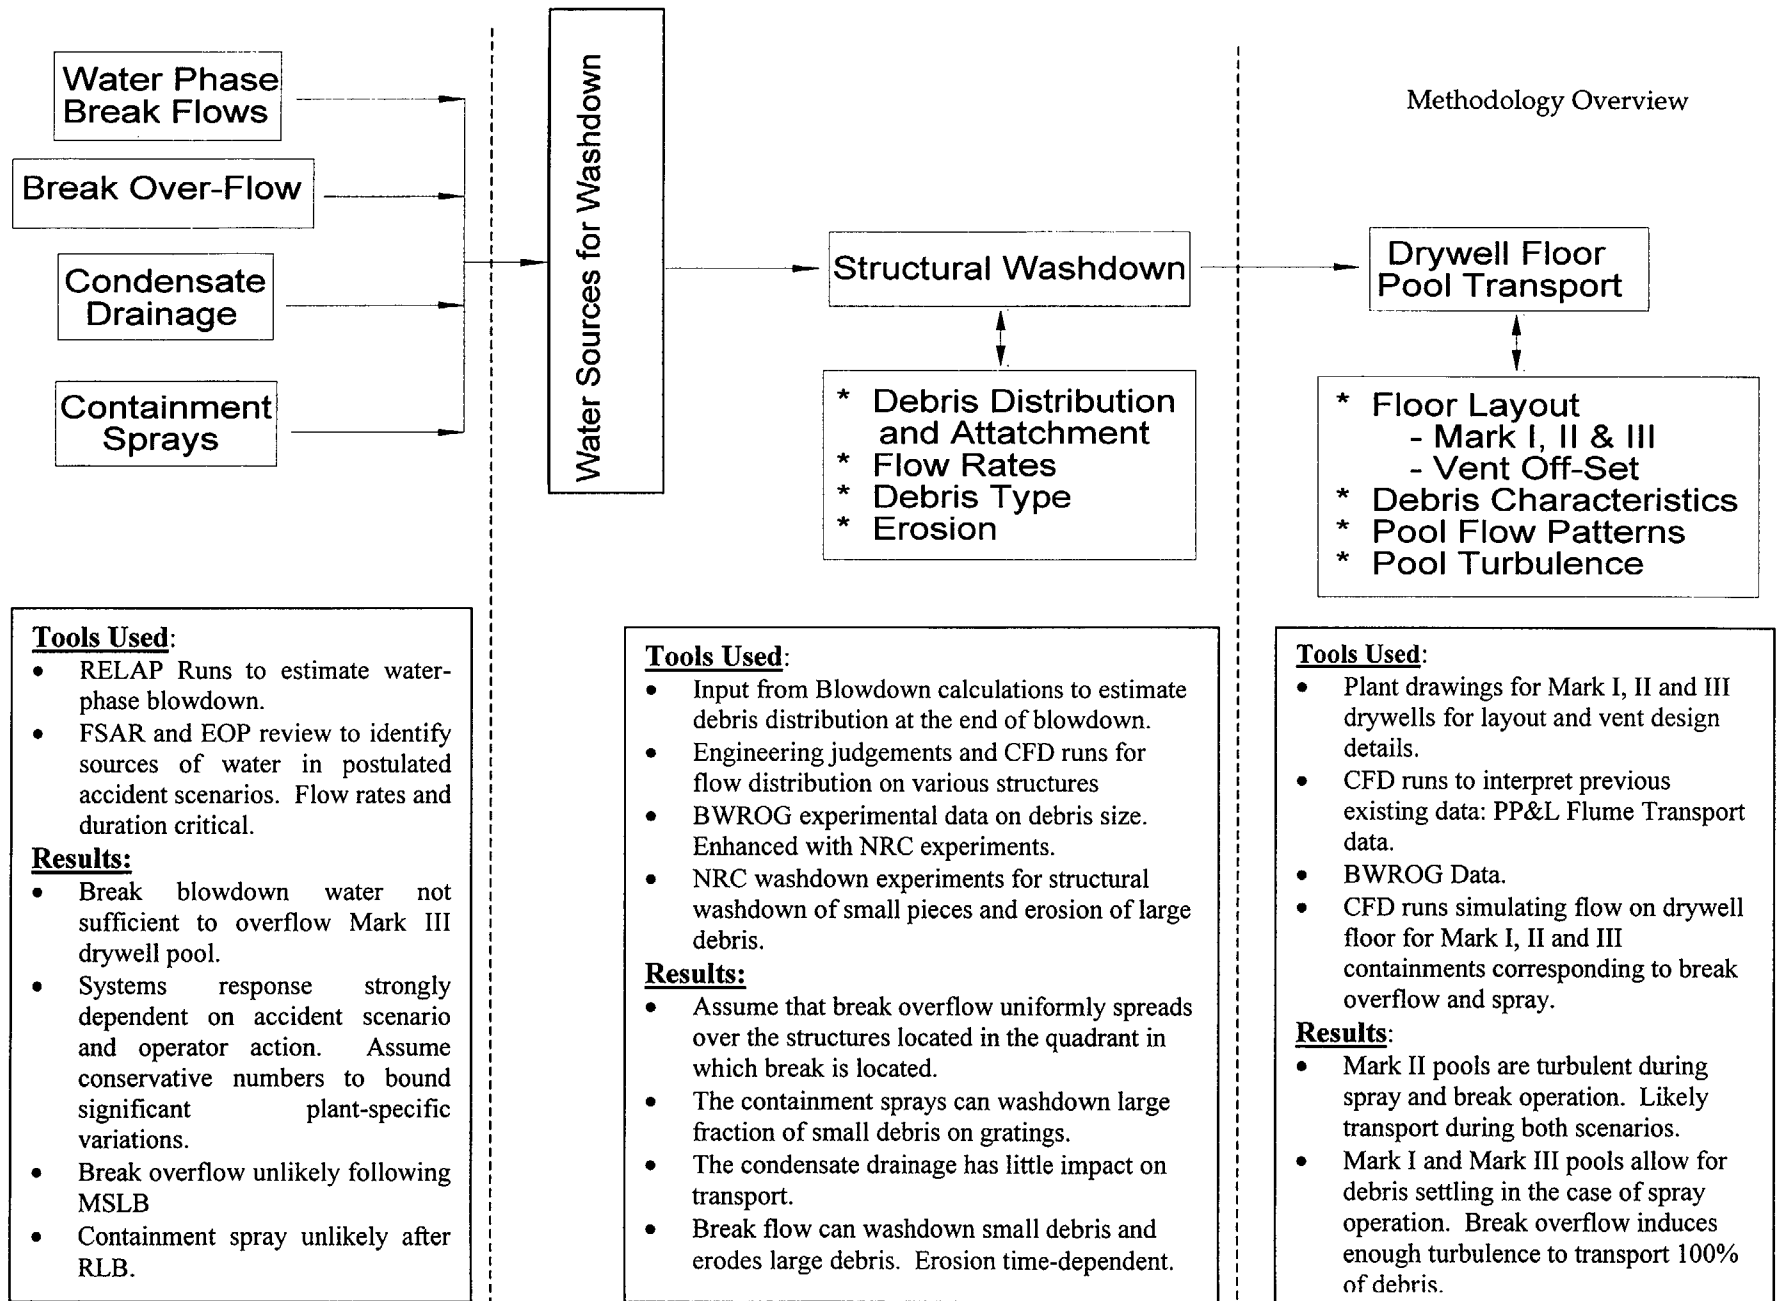 Methodology Overview
Water Phase
Break Flows
Break Over-Flow
Condensate
Drainage
Containment
Sprays
Water Sources for Washdown
Structural Washdown
* Debris Distribution
and Attatchment
* Flow Rates
* Debris Type
* Erosion
Drywell Floor
Pool Transport
* Floor Layout
- Mark I, II & III
- Vent Off-Set
* Debris Characteristics
* Pool Flow Patterns
* Pool Turbulence
Tools Used:
• RELAP Runs to estimate water-
phase blowdown.
• FSAR and EOP review to identify
sources of water in postulated
accident scenarios. Flow rates and
duration critical.
Results:
• Break blowdown water not
sufficient to overflow Mark III
drywell pool.
• Systems response strongly
dependent on accident scenario
and operator action. Assume
conservative numbers to bound
significant plant-specific
variations.
• Break overflow unlikely following
MSLB
• Containment spray unlikely after
RLB.
Tools Used:
• Input from Blowdown calculations to estimate
debris distribution at the end of blowdown.
• Engineering judgements and CFD runs for
flow distribution on various structures
• BWROG experimental data on debris size.
Enhanced with NRC experiments.
• NRC washdown experiments for structural
washdown of small pieces and erosion of large
debris.
Results:
• Assume that break overflow uniformly spreads
over the structures located in the quadrant in
which break is located.
• The containment sprays can washdown large
fraction of small debris on gratings.
• The condensate drainage has little impact on
transport.
• Break flow can washdown small debris and
erodes large debris. Erosion time-dependent.
Tools Used:
• Plant drawings for Mark I, II and III
drywells for layout and vent design
details.
• CFD runs to interpret previous
existing data: PP&L Flume Transport
data.
• BWROG Data.
• CFD runs simulating flow on drywell
floor for Mark I, II and III
containments corresponding to break
overflow and spray.
Results:
• Mark II pools are turbulent during
spray and break operation. Likely
transport during both scenarios.
• Mark I and Mark III pools allow for
debris settling in the case of spray
operation. Break overflow induces
enough turbulence to transport 100%
of debris.